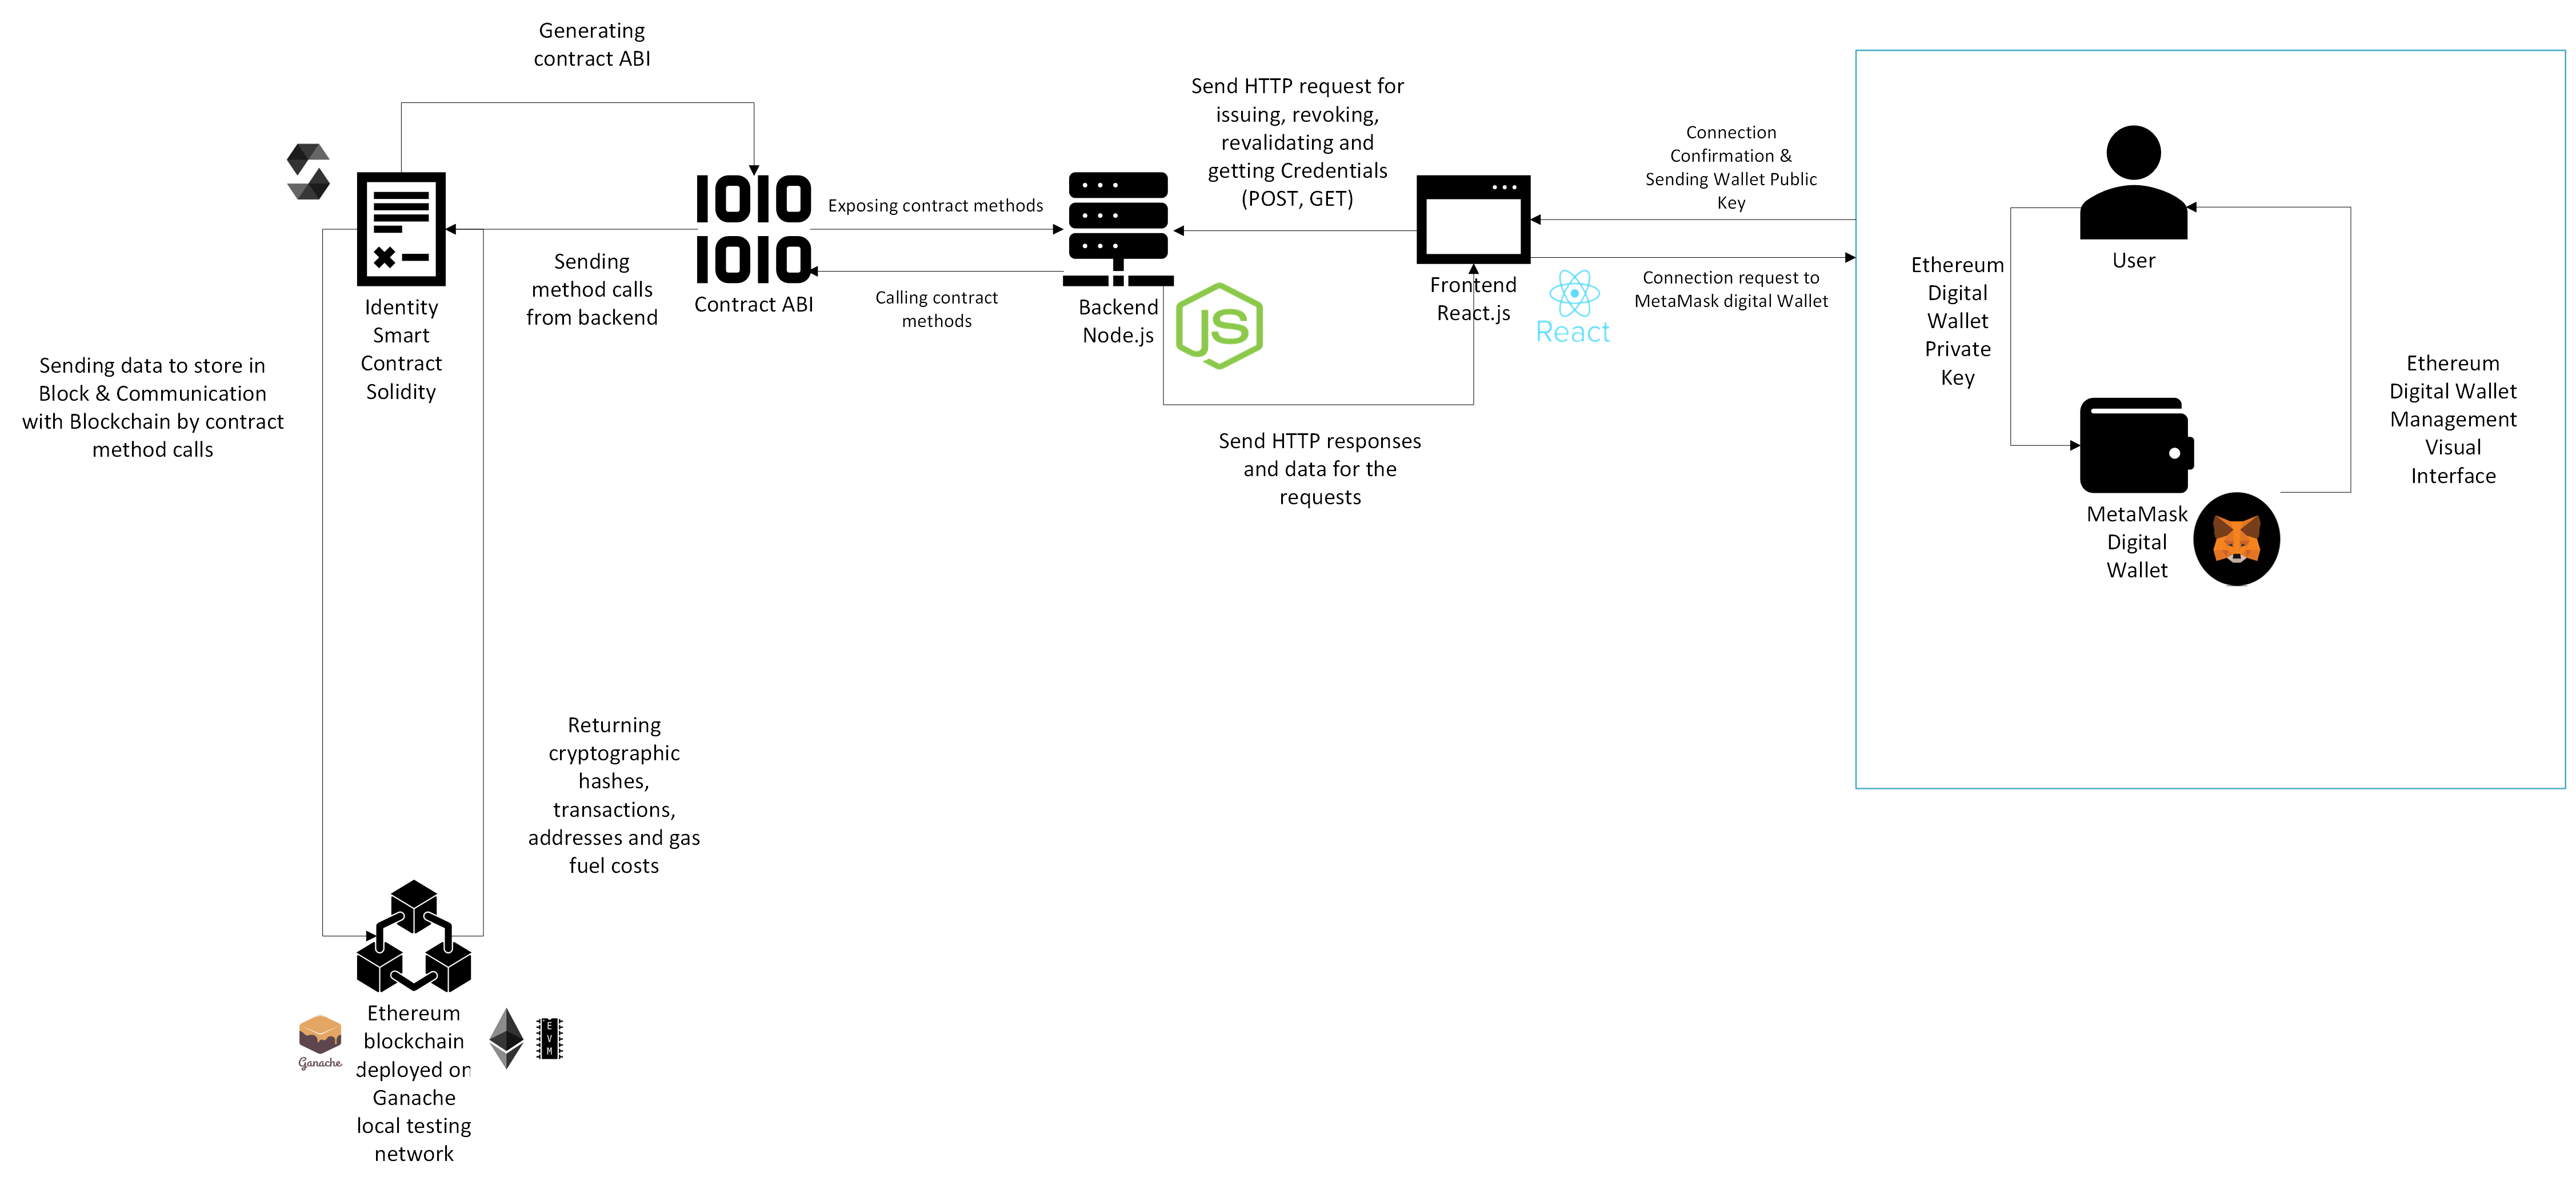 Generating
contract ABI
Send HTTP request for
issuing, revoking,
revalidating and
getting Credentials
(POST, GET)
Connection
Confirmation &
Sending Wallet Public
Key
Exposing contract methods
Sending
method calls
from backend
Contract ABI
Calling contract
methods
Identity
Smart
Contract
Solidity
Backend
Node.js
JS
Frontend
React.js
React
Connection request to
MetaMask digital Wallet
User
Ethereum
Digital
Wallet
Private
Key
Ethereum
Digital Wallet
Management
Visual
Interface
MetaMask
Digital
Wallet
Sending data to store in
Block & Communication
with Blockchain by contract
method calls
Send HTTP responses
and data for the
requests
Returning
cryptographic
hashes,
transactions,
addresses and gas
fuel costs
Ethereum
blockchain
deployed on
Ganache
local testing
network
Ganache
E
V
M
1010
1010